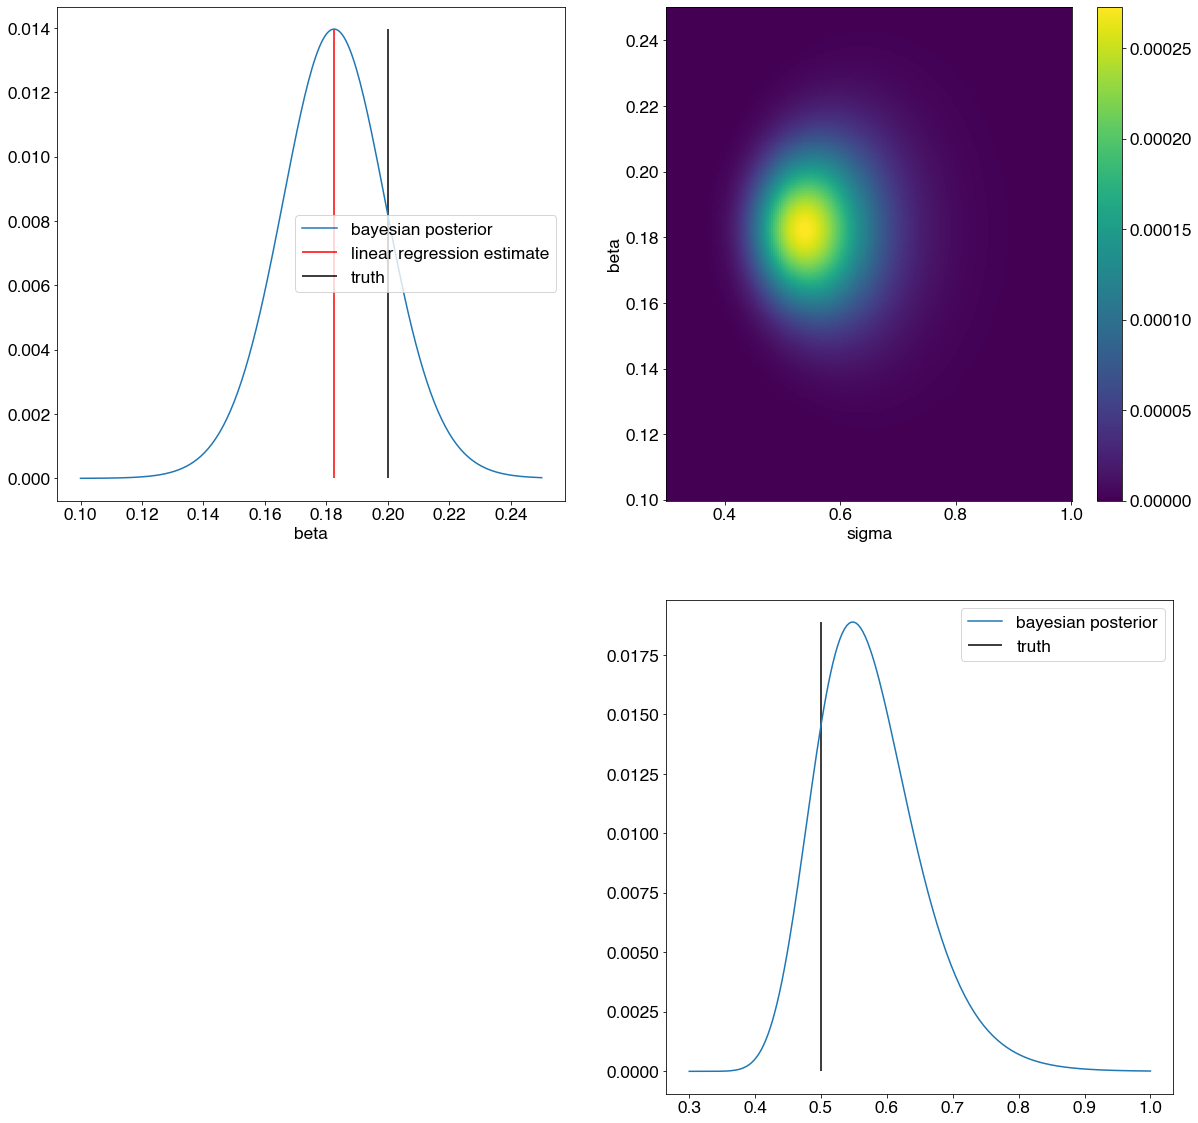 0.014
0.012
0.010
0.008
0.006
0.004
0.002
0.000
bayesian posterior
linear regression estimate
truth
0.10 0.12 0.14 0.16 0.18 0.20 0.22 0.24
beta
0.24
0.22
0.20
0.18
0.16
0.14
0.12
0.10
beta
0.4 0.6 0.8 1.0
sigma
0.00025
0.00020
0.00015
0.00010
0.00005
0.00000
bayesian posterior
truth
0.0175
0.0150
0.0125
0.0100
0.0075
0.0050
0.0025
0.0000
0.3 0.4 0.5 0.6 0.7 0.8 0.9 1.0